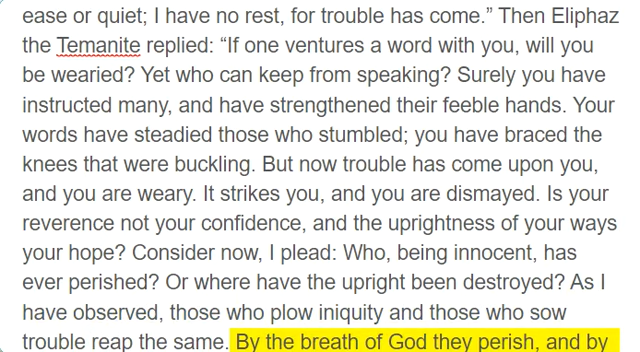 ease or quiet; I have no rest, for trouble has come.” Then Eliphaz
the Temanite replied: “If one ventures a word with you, will you
be wearied? Yet who can keep from speaking? Surely you have
instructed many, and have strengthened their feeble hands. Your
words have steadied those who stumbled; you have braced the
knees that were buckling. But now trouble has come upon you,
and you are weary. It strikes you, and you are dismayed. Is your
reverence not your confidence, and the uprightness of your ways
your hope? Consider now, I plead: Who, being innocent, has
ever perished? Or where have the upright been destroyed? As I
have observed, those who plow iniquity and those who sow
trouble reap the same. By the breath of God they perish, and by